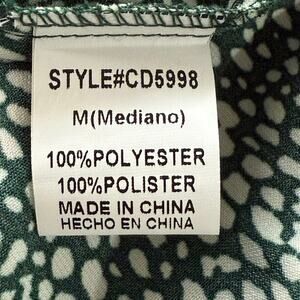 STYLE#CD5998
M(Mediano)
100%POLYESTER
100%POLISTER
MADE IN CHINA
HECHO EN CHINA